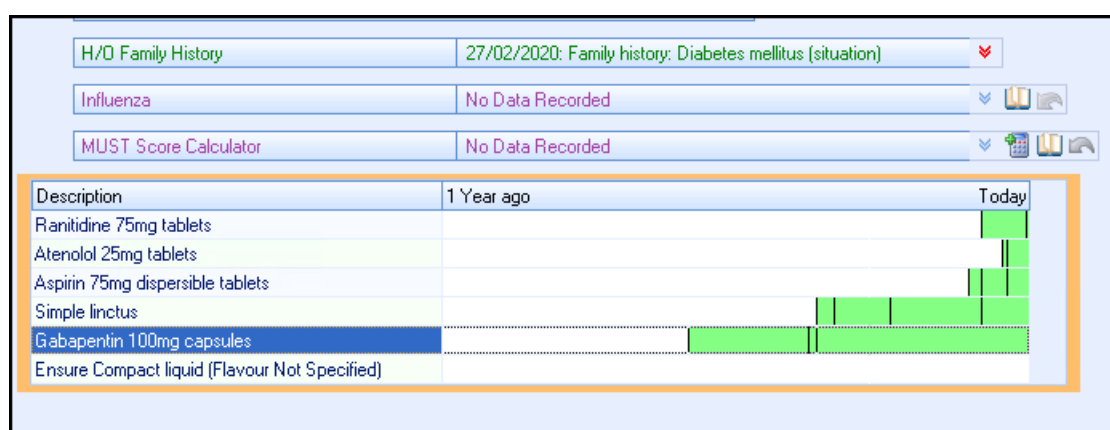 H/O Family History 27/02/2020: Family history: Diabetes mellitus (situation)
Influenza No Data Recorded
MUST Score Calculator No Data Recorded
Description 1 Year ago Today
Ranitidine 75mg tablets
Atenolol 25mg tablets
Aspirin 75mg dispersible tablets
Simple linctus
Gabapentin 100mg capsules
Ensure Compact liquid (Flavour Not Specified)